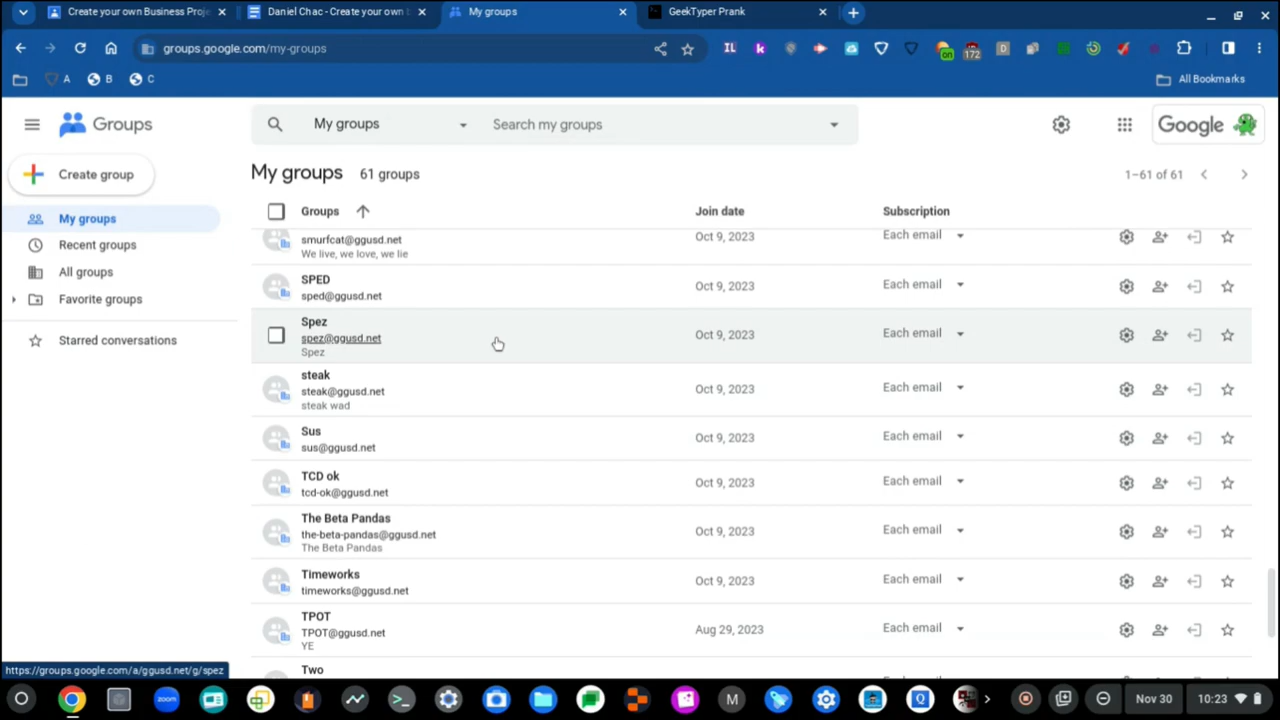 Create your own Business Proje
Daniel Chac - Create your own b
My groups
GeekTyper Prank
groups.google.com/my-groups
IL
k
on
172
D
A
B
C
All Bookmarks
Groups
My groups
Search my groups
Google
Create group
My groups
61 groups
1–61 of 61
Groups
Join date
Subscription
My groups
Recent groups
All groups
Favorite groups
Starred conversations
smurfcat@ggusd.net
We live, we love, we lie
Oct 9, 2023
Each email
SPED
sped@ggusd.net
Oct 9, 2023
Each email
Spez
spez@ggusd.net
Spez
Oct 9, 2023
Each email
steak
steak@ggusd.net
steak wad
Oct 9, 2023
Each email
Sus
sus@ggusd.net
Oct 9, 2023
Each email
TCD ok
tcd-ok@ggusd.net
Oct 9, 2023
Each email
The Beta Pandas
the-beta-pandas@ggusd.net
The Beta Pandas
Oct 9, 2023
Each email
Timeworks
timeworks@ggusd.net
Oct 9, 2023
Each email
TPOT
TPOT@ggusd.net
YE
Aug 29, 2023
Each email
Two
https://groups.google.com/a/ggusd.net/g/spez
zoom
M
Q
Nov 30
10:23